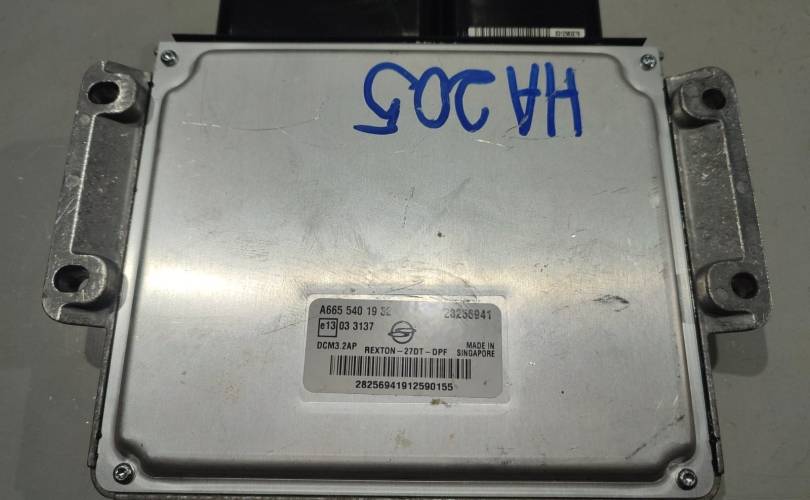 HA205
A665 540 19 32 28256941
e13 03 3137
DCM3.2AP REXTON-27DT-DPF MADE IN
SINGAPORE
28256941912590155